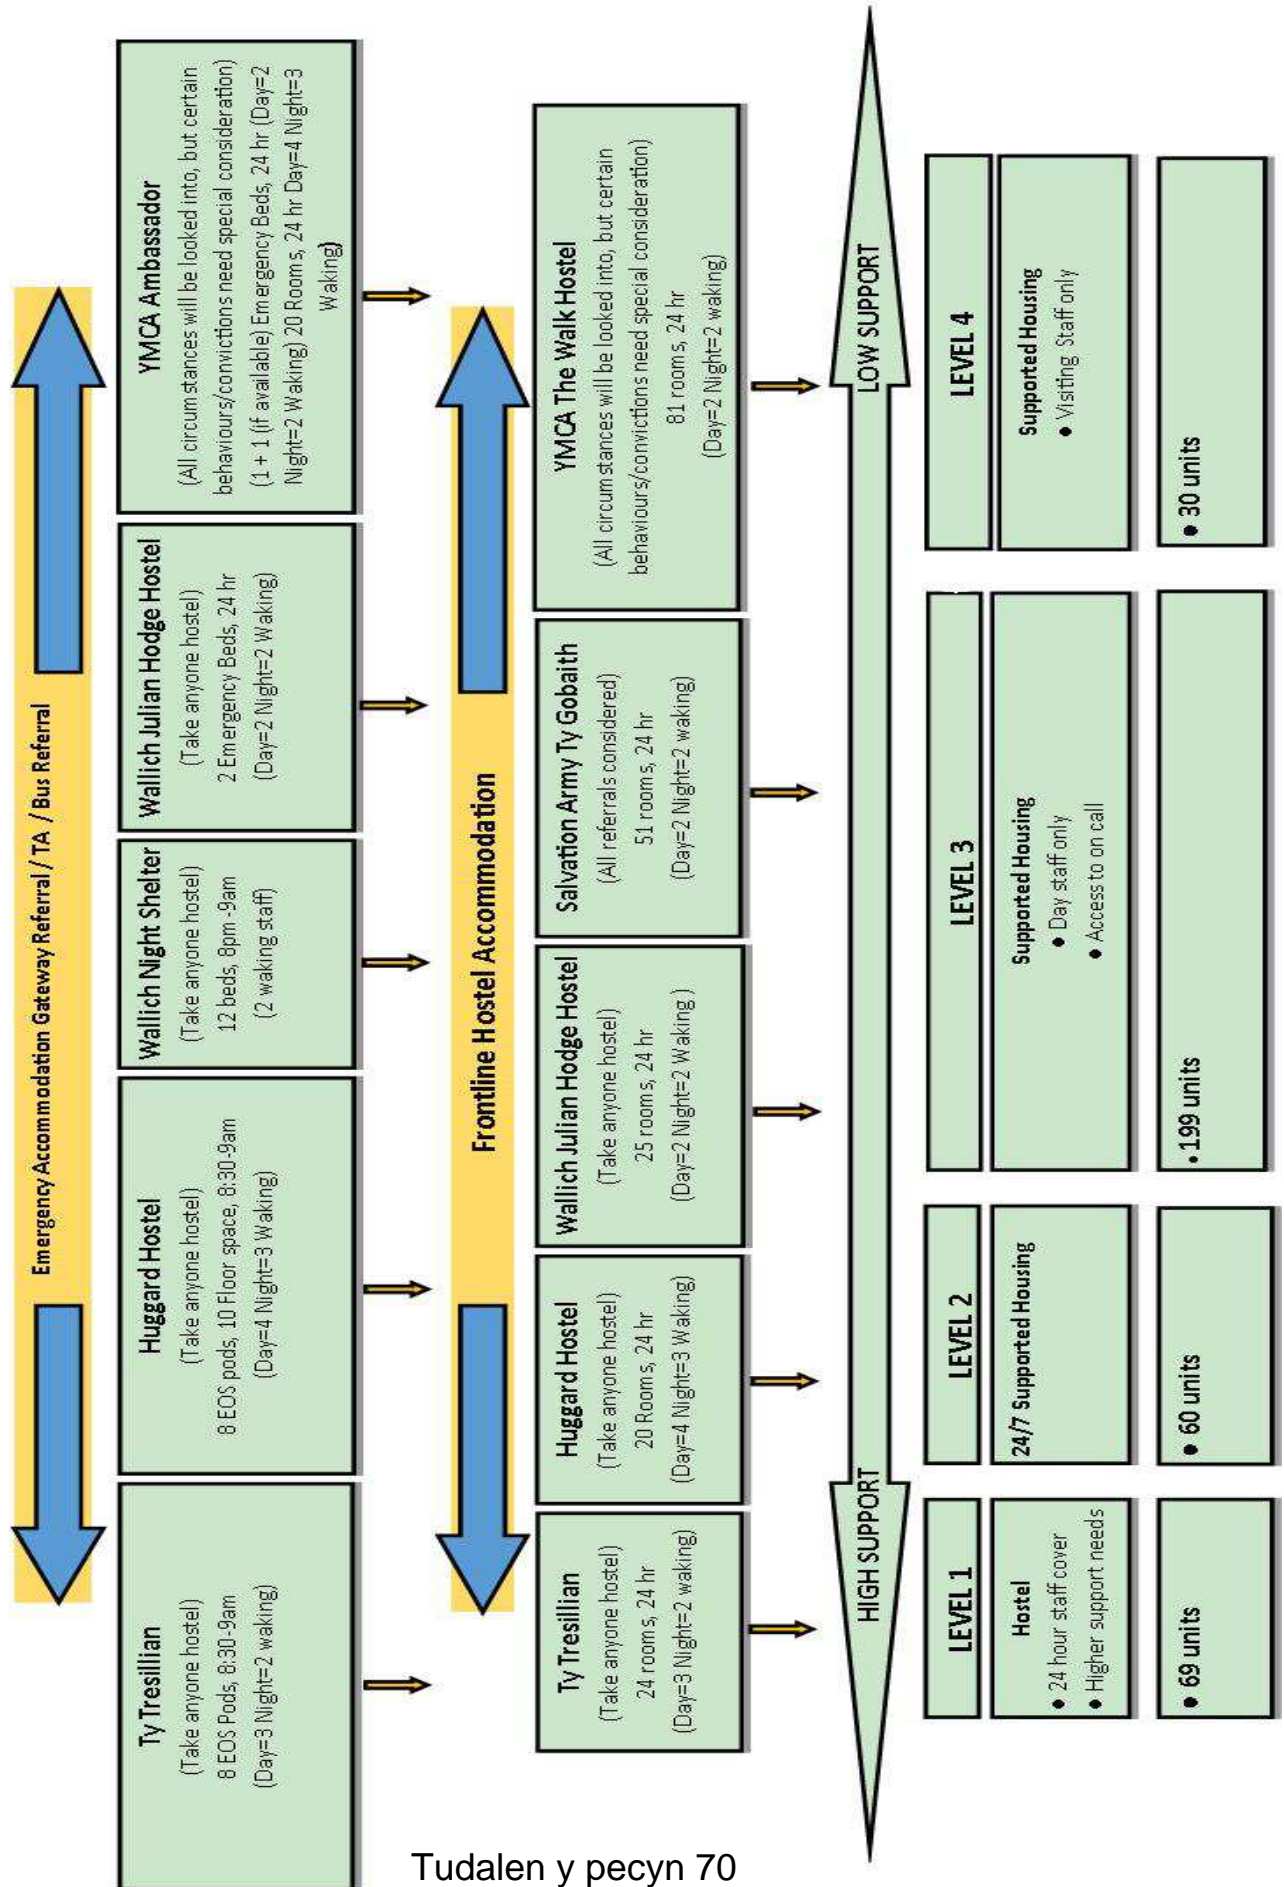 Emergency Accommodation Gateway Referral / TA / Bus Referral
Ty Tresillian
(Take anyone hostel)
8 EOS Pods, 8:30-9am
(Day=3 Night=2 waking)
Huggard Hostel
(Take anyone hostel)
8 EOS pods, 10 Floor space, 8:30-9am
(Day=4 Night=3 Waking)
Wallich Night Shelter
(Take anyone hostel)
12 beds, 8pm-9am
(2 waking staff)
Wallich Julian Hodge Hostel
(Take anyone hostel)
2 Emergency Beds, 24 hr
(Day=2 Night=2 Waking)
YMCA Ambassador
(All circumstances will be looked into, but certain
behaviours/convictions need special consideration)
(1 + 1 (if available) Emergency Beds, 24 hr (Day=2
Night=2 Waking) 20 Rooms, 24 hr Day=4 Night=3
Waking)
Frontline Hostel Accommodation
Ty Tresillian
(Take anyone hostel)
24 rooms, 24 hr
(Day=3 Night=2 waking)
Huggard Hostel
(Take anyone hostel)
20 Rooms, 24 hr
(Day=4 Night=3 Waking)
Wallich Julian Hodge Hostel
(Take anyone hostel)
25 rooms, 24 hr
(Day=2 Night=2 Waking )
Salvation Army Ty Gobaith
(All referrals considered)
51 rooms, 24 hr
(Day=2 Night=2 waking)
YMCA The Walk Hostel
(All circumstances will be looked into, but certain
behaviours/convictions need special consideration)
81 rooms, 24 hr
(Day=2 Night=2 waking)
HIGH SUPPORT
LOW SUPPORT
LEVEL 1
Hostel
● 24 hour staff cover
● Higher support needs
● 69 units
LEVEL 2
24/7 Supported Housing
● 60 units
LEVEL 3
Supported Housing
● Day staff only
● Access to on call
•199 units
LEVEL 4
Supported Housing
● Visiting Staff only
● 30 units
Tudalen y pecyn 70